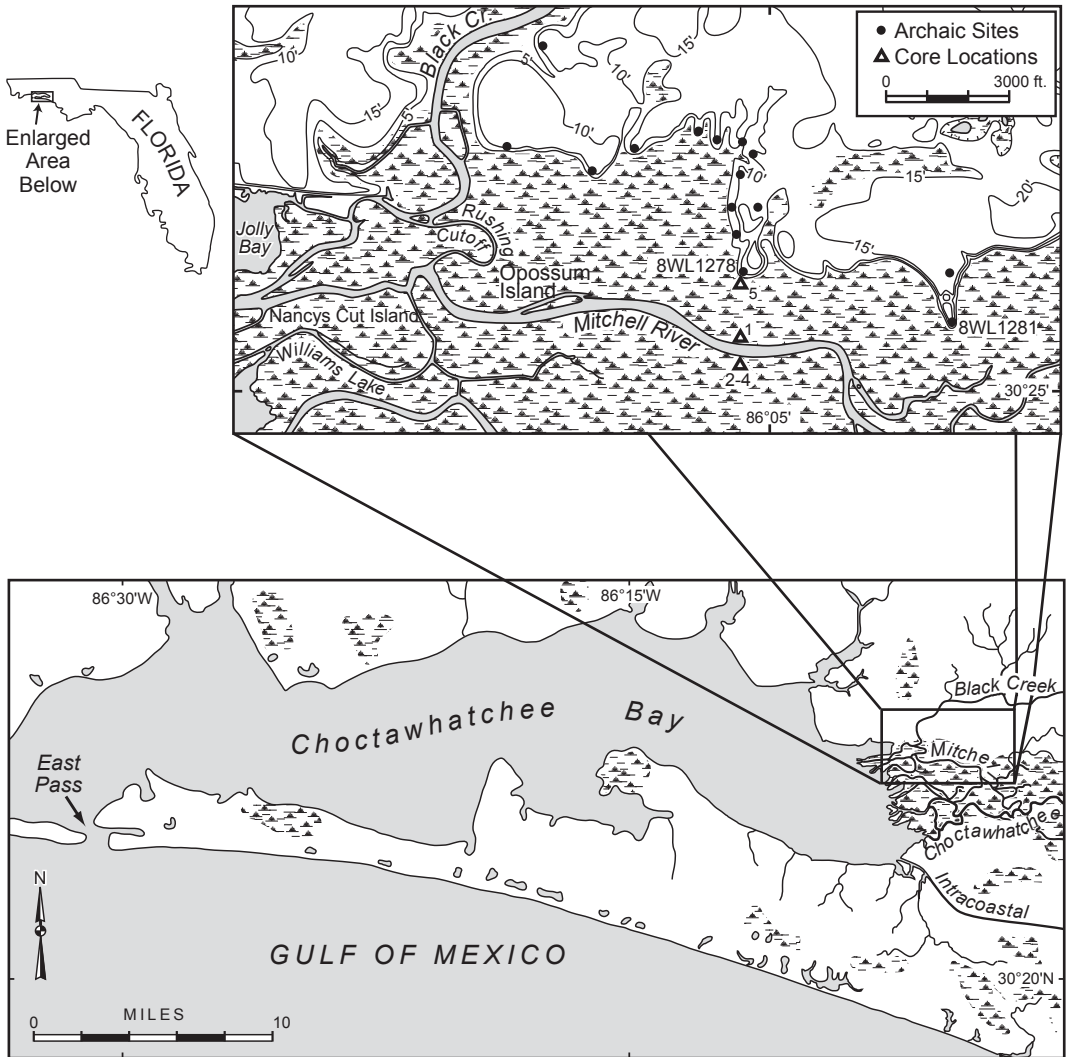 Archaic Sites
Core Locations
0 3000 ft.
Black Cr.
10'
15'
5'
15'
5'
10'
10'
15'
10'
15'
20'
15'
FLORIDA
Enlarged
Area
Below
Jolly
Bay
Rushing
Cutoff
Opossum
Island
8WL1278
5
Nancys Cut Island
Mitchell River
1
2-4
8WL1281
Williams Lake
30°25'
86°05'
86°30'W
86°15'W
Black Creek
Choctawhatchee Bay
Mitche
East
Pass
Choctawhatchee
Intracoastal
N
GULF OF MEXICO
30°20'N
MILES
0 10